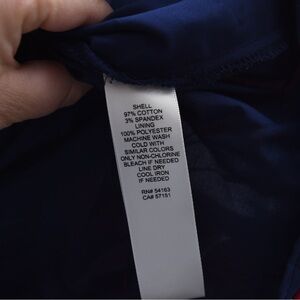 SHELL
97% COTTON
3% SPANDEX
LINING
100% POLYESTER
MACHINE WASH
COLD WITH
SIMILAR COLORS
ONLY NON-CHLORINE
BLEACH IF NEEDED
LINE DRY
COOL IRON
IF NEEDED
RN# 54163
CA# 57151